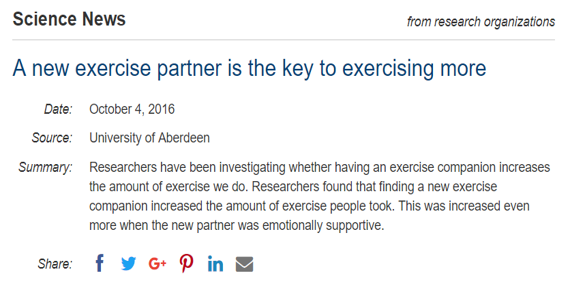 Science News
from research organizations
A new exercise partner is the key to exercising more
Date: October 4, 2016
Source: University of Aberdeen
Summary: Researchers have been investigating whether having an exercise companion increases
the amount of exercise we do. Researchers found that finding a new exercise
companion increased the amount of exercise people took. This was increased even
more when the new partner was emotionally supportive.
Share: f G+ in